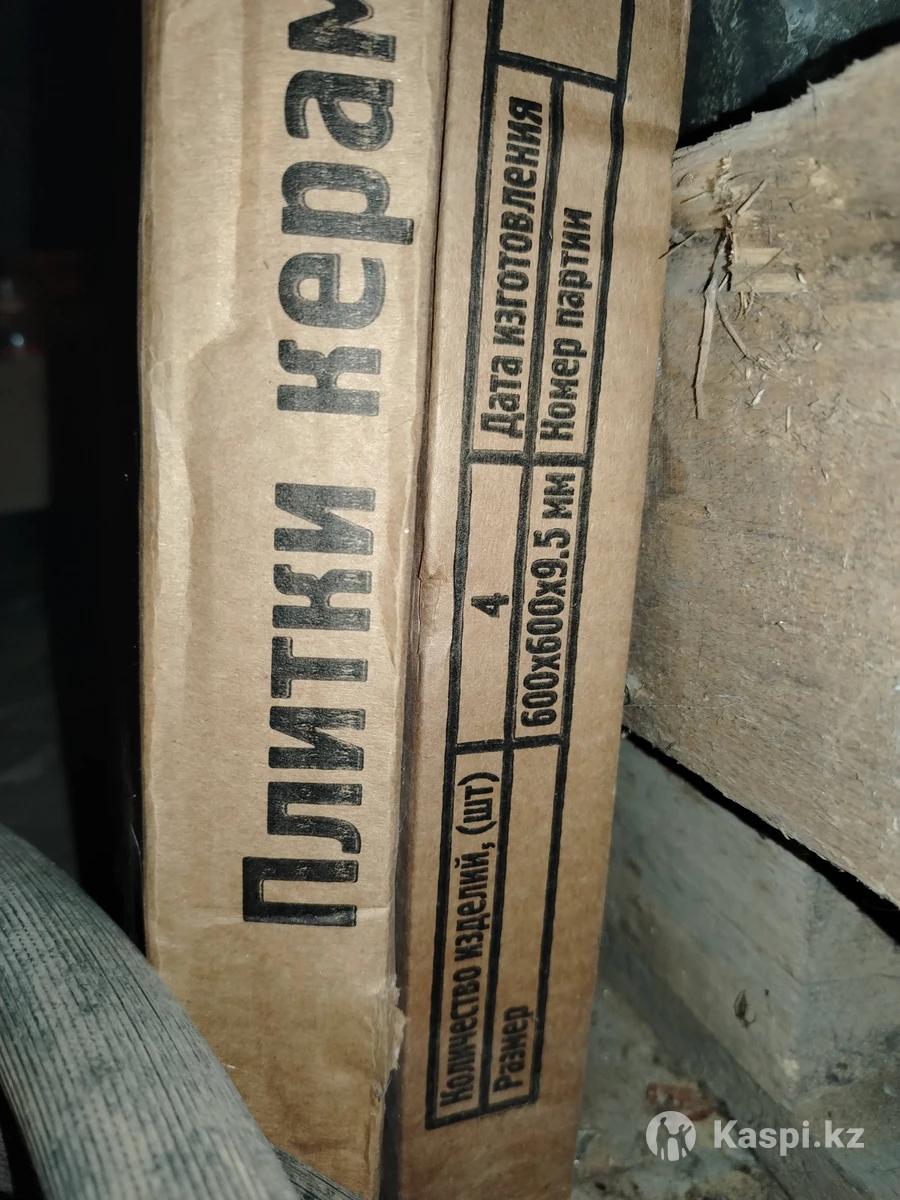 Плитки керам
Количество изделий, (шт) 4 Дата изготовления
Размер 600x600x9.5 мм Номер партии
Kaspi.kz